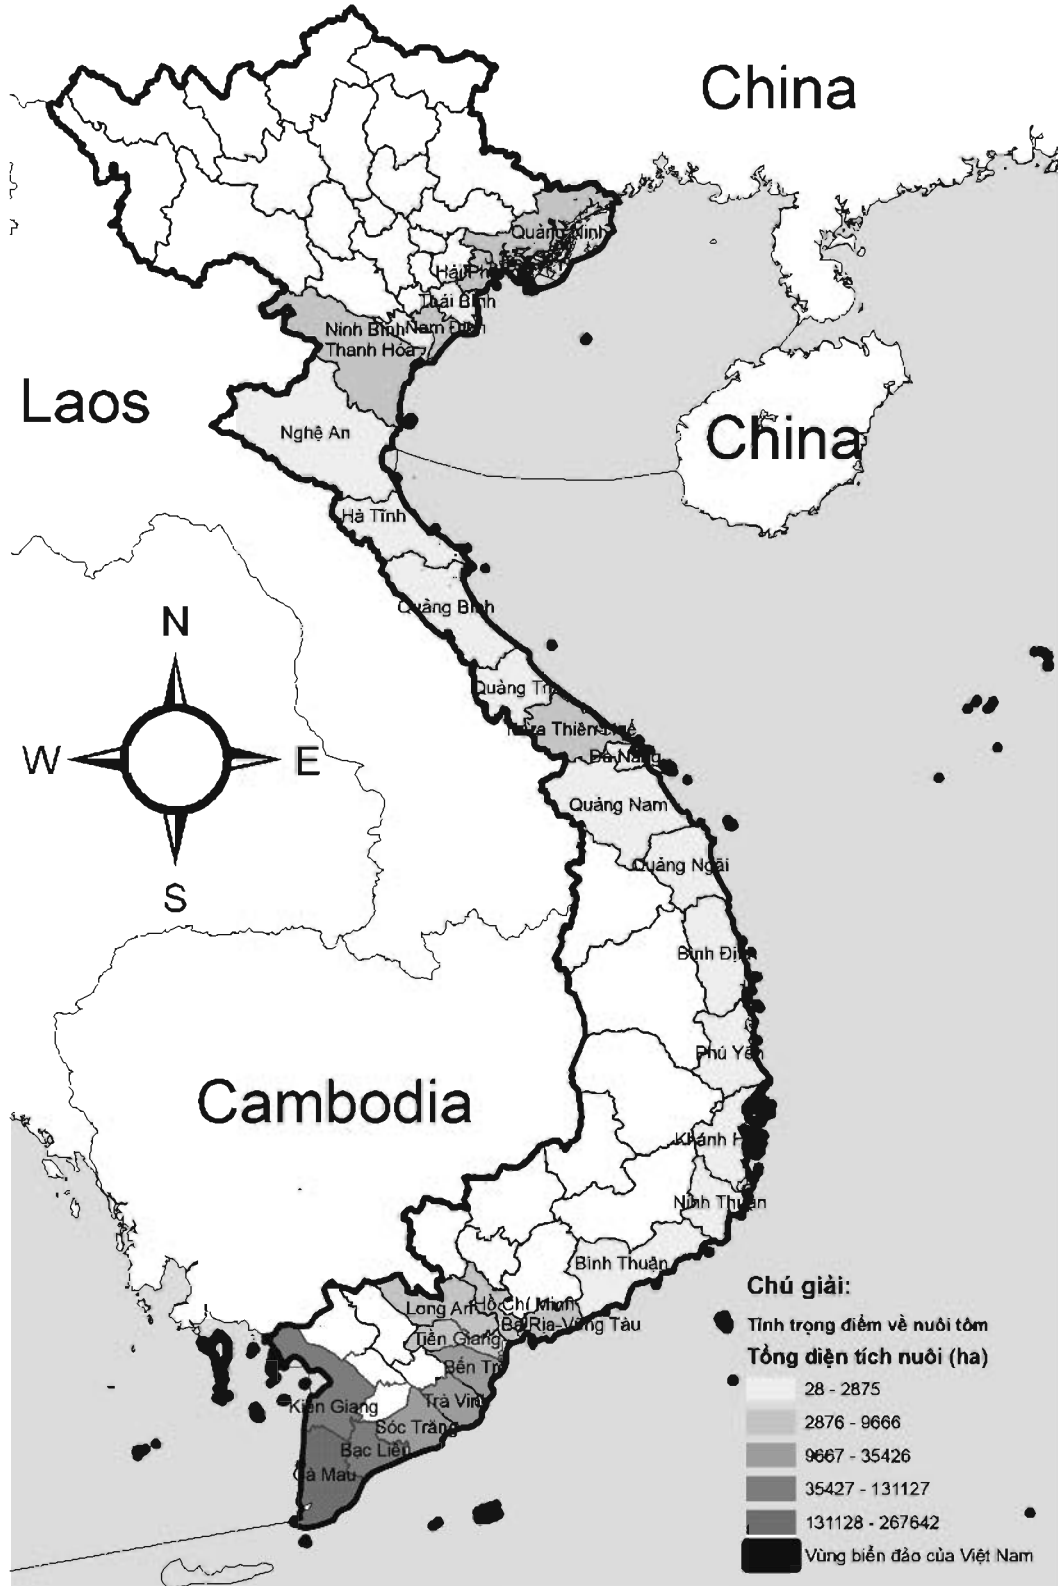 China
Quảng Ninh
Hải Ph
Thái Bình
Ninh Bình
Nam Định
Thanh Hóa
Laos
China
Nghệ An
Hà Tĩnh
N
Quảng Bình
Quảng Trị
Thừa Thiên Huế
W
E
Đà Nẵng
Quảng Nam
Quảng Ngãi
S
Bình Định
Phú Yên
Cambodia
Khánh H
Ninh Thuận
Bình Thuận
Chú giải:
Long An
Hồ Chí Minh
Bà Rịa-Vũng Tàu
Tỉnh trọng điểm về nuôi tôm
Tiền Giang
Tổng diện tích nuôi (ha)
Bến Tr
28 - 2875
Kiên Giang
Trà Vin
2876 - 9666
Sóc Trăng
Bạc Liêu
9667 - 35426
Cà Mau
35427 - 131127
131128 - 267642
Vùng biển đảo của Việt Nam